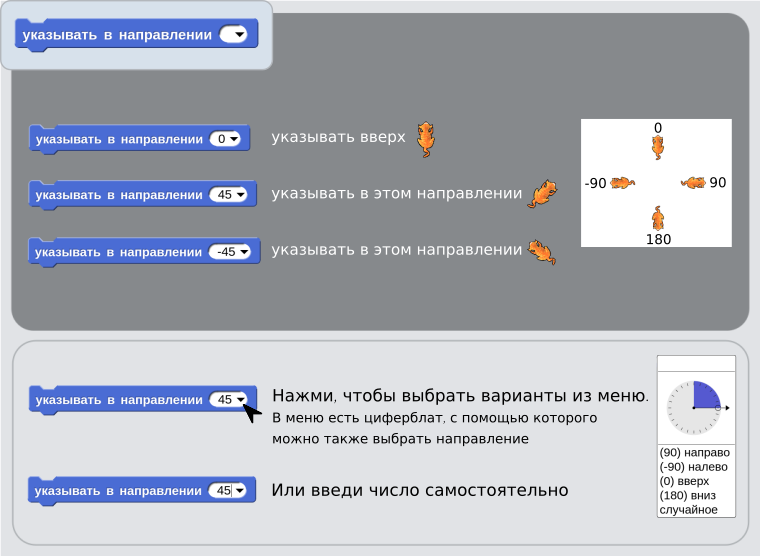 указывать в направлении
указывать в направлении 0
указывать вверх
указывать в направлении 45
указывать в этом направлении
указывать в направлении -45
указывать в этом направлении
0
-90
90
180
указывать в направлении 45
Нажми, чтобы выбрать варианты из меню.
В меню есть циферблат, с помощью которого
можно также выбрать направление
(90) направо
(-90) налево
(0) вверх
(180) вниз
случайное
указывать в направлении 45
Или введи число самостоятельно